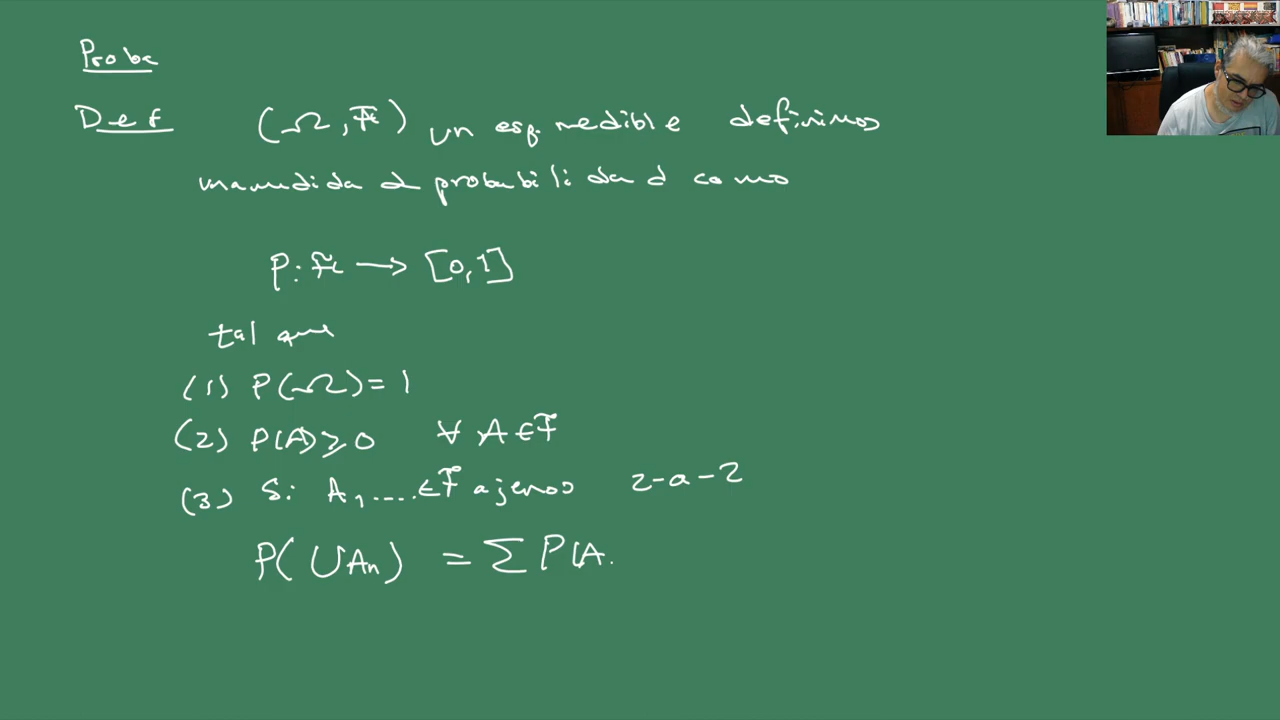 Proba
Def (Ω, ℱ) un esp. medible definimos
una medida d probabilidad como
P: ℱ → [0,1]
tal que
(1) P(Ω) = 1
(2) P(A) ≥ 0 ∀ A ∈ ℱ
(3) Si A₁, .... ∈ ℱ ajenos 2-a-2
P(∪Aₙ) = Σ P(A